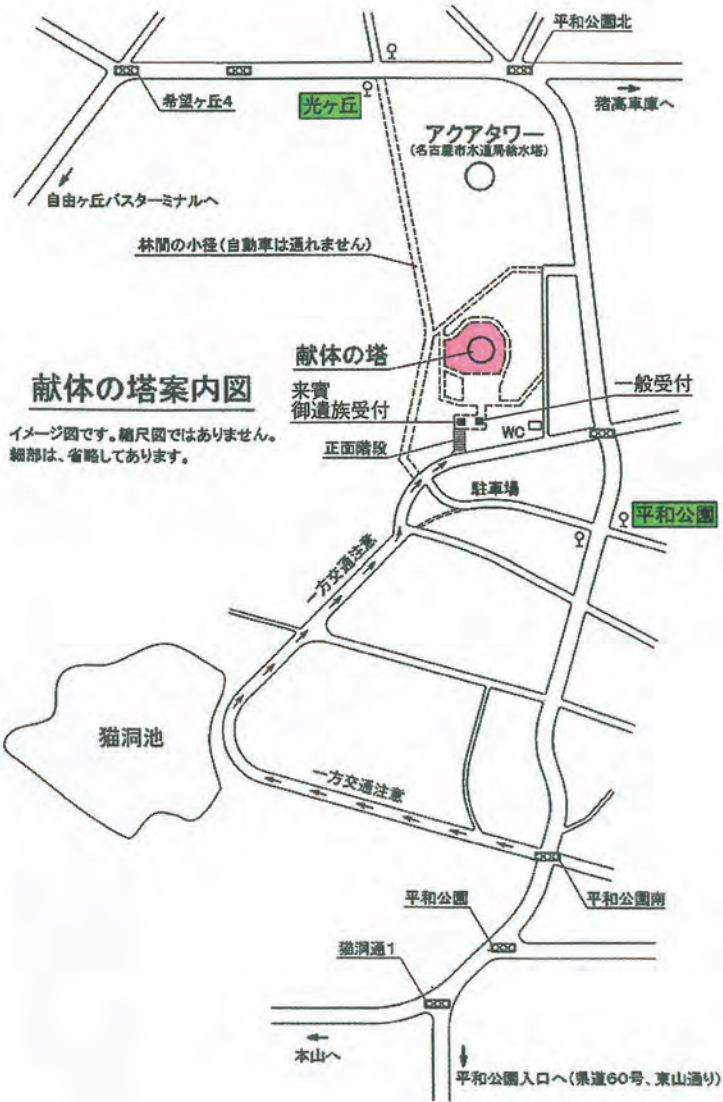 平和公園北
希望ヶ丘4
光ヶ丘
猪高車庫へ
アクアタワー
(名古屋市水道局給水塔)
自由ヶ丘バスターミナルへ
林間の小径(自動車は通れません)
献体の塔
献体の塔案内図
来賓
御遺族受付
一般受付
イメージ図です。縮尺図ではありません。
細部は、省略してあります。
正面階段
WC
駐車場
平和公園
一方交通注意
猫洞池
一方交通注意
平和公園
平和公園南
猫洞通1
本山へ
平和公園入口へ(県道60号、東山通り)